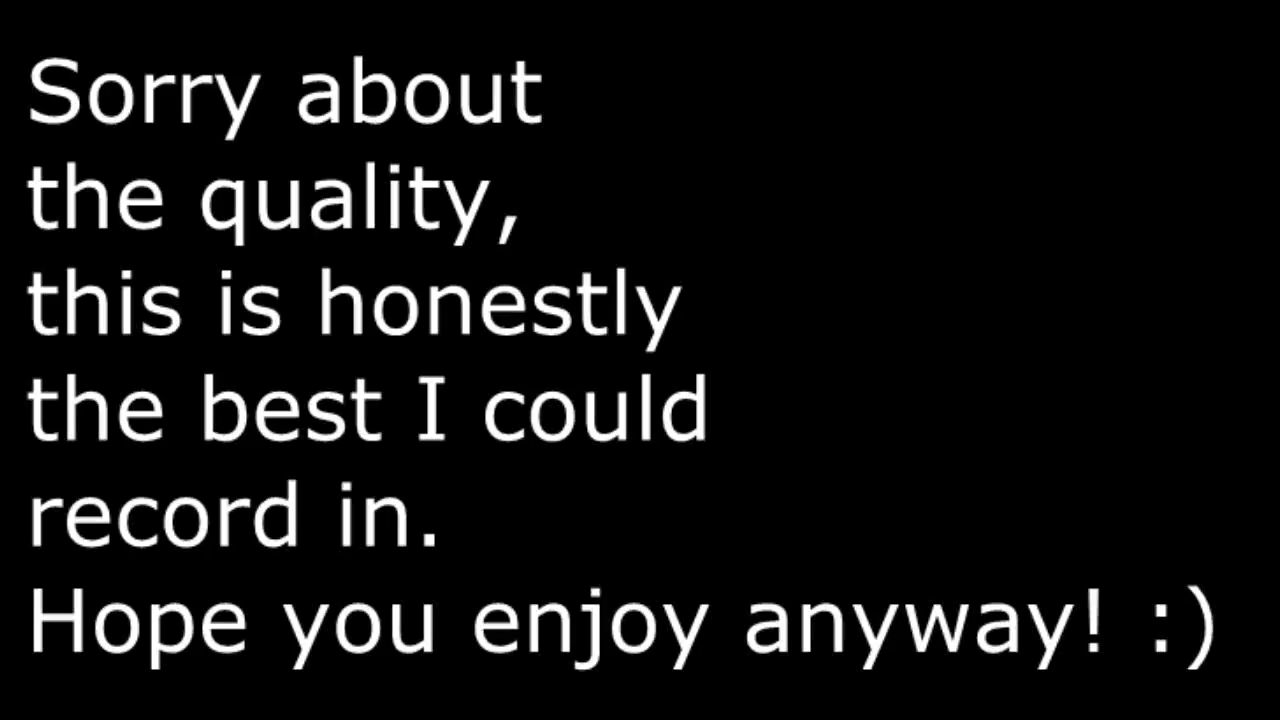 Sorry about
the quality,
this is honestly
the best I could
record in.
Hope you enjoy anyway! :)